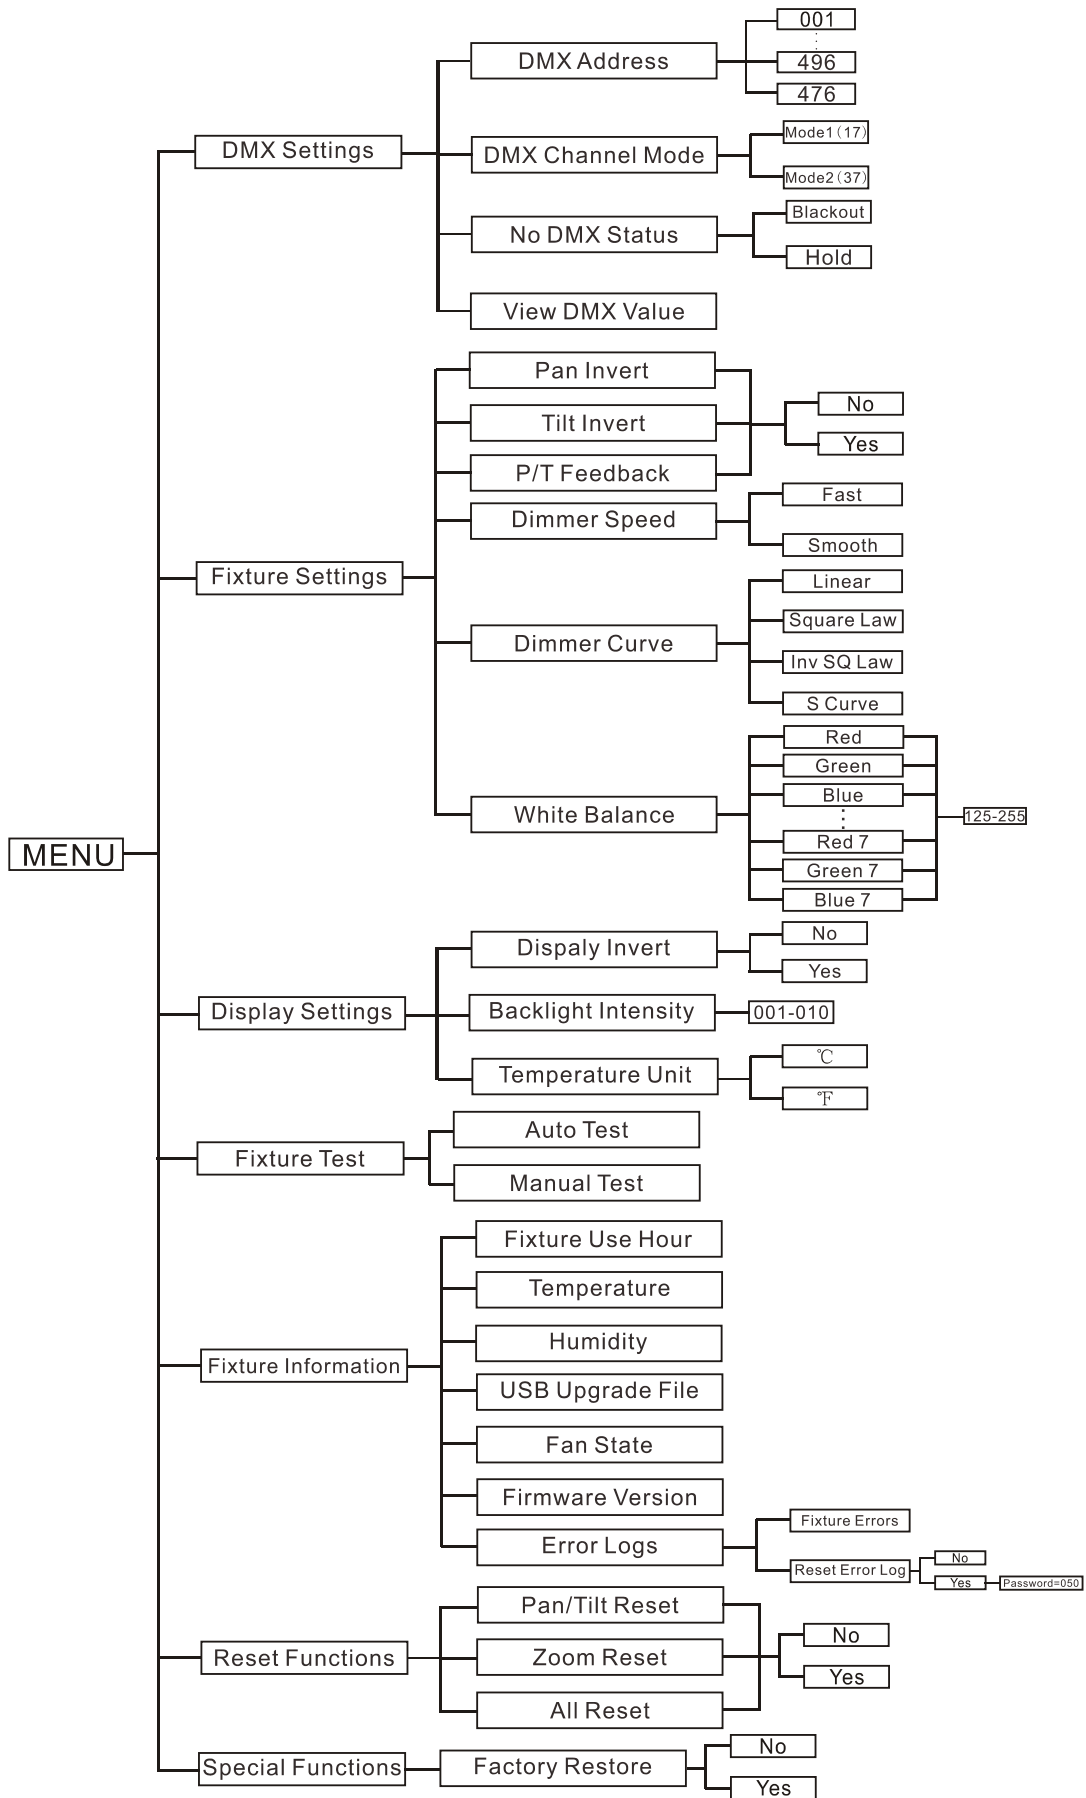 MENU
DMX Settings
DMX Address
001
496
476
DMX Channel Mode
Mode1(17)
Mode2(37)
No DMX Status
Blackout
Hold
View DMX Value
Fixture Settings
Pan Invert
Tilt Invert
P/T Feedback
No
Yes
Dimmer Speed
Fast
Smooth
Dimmer Curve
Linear
Square Law
Inv SQ Law
S Curve
White Balance
Red
Green
Blue
Red 7
Green 7
Blue 7
125-255
Display Settings
Dispaly Invert
No
Yes
Backlight Intensity
001-010
Temperature Unit
℃
℉
Fixture Test
Auto Test
Manual Test
Fixture Information
Fixture Use Hour
Temperature
Humidity
USB Upgrade File
Fan State
Firmware Version
Error Logs
Fixture Errors
Reset Error Log
No
Yes
Password=050
Reset Functions
Pan/Tilt Reset
Zoom Reset
All Reset
No
Yes
Special Functions
Factory Restore
No
Yes